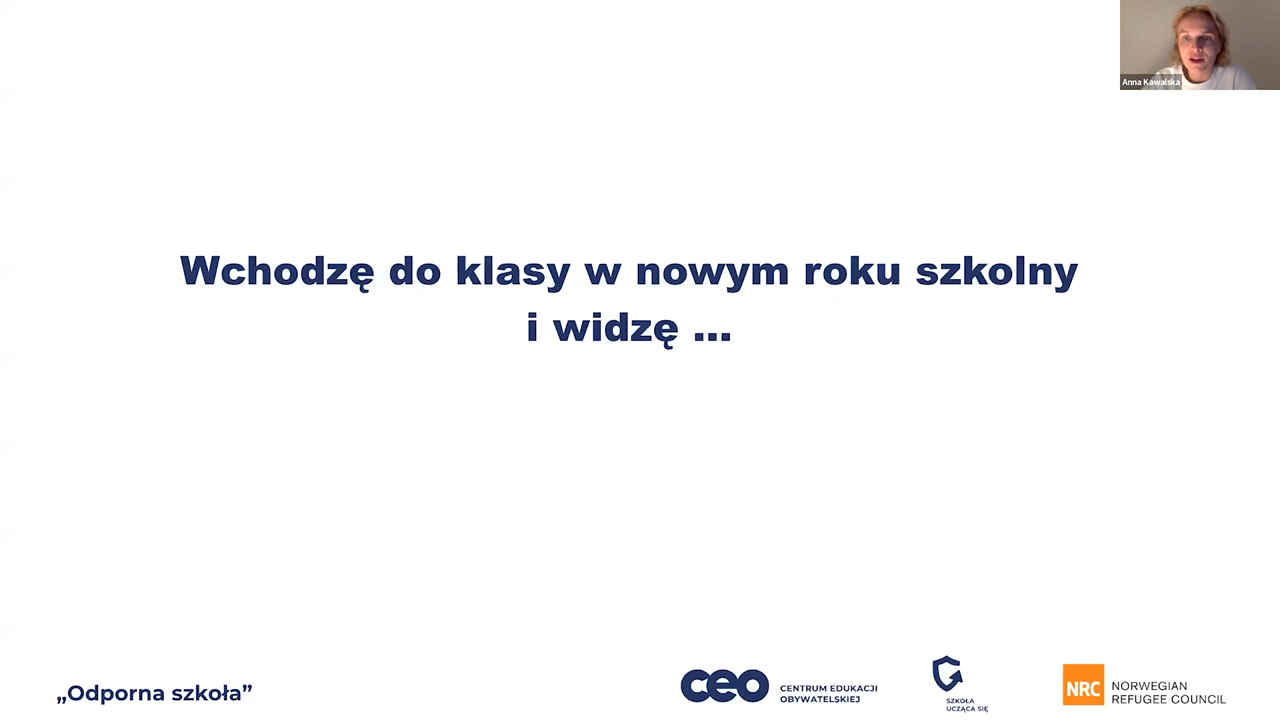 Anna Kawalska
Wchodzę do klasy w nowym roku szkolny
i widzę ...
„Odporna szkoła”
ceo
CENTRUM EDUKACJI
OBYWATELSKIEJ
SZKOŁA
UCZĄCA SIĘ
NRC
NORWEGIAN
REFUGEE COUNCIL